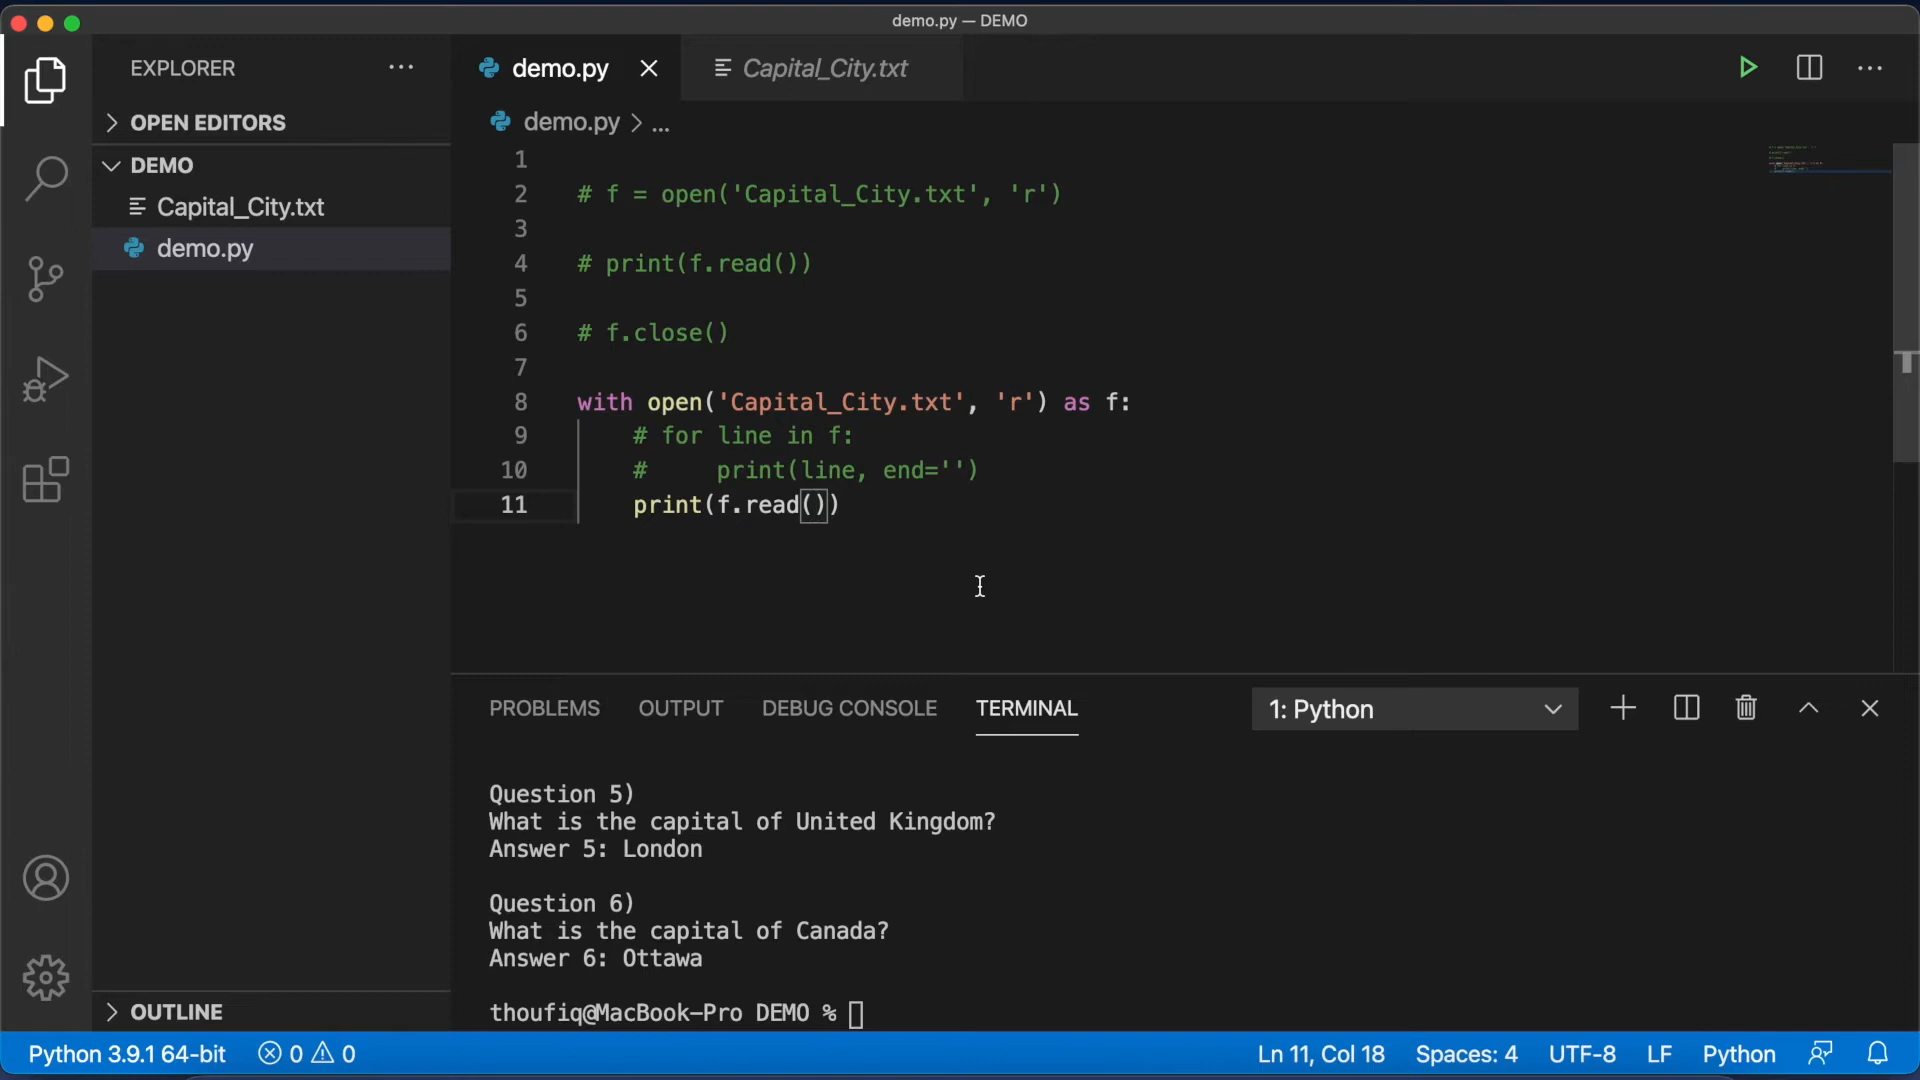 demo.py — DEMO
EXPLORER
OPEN EDITORS
DEMO
Capital_City.txt
demo.py
OUTLINE
demo.py
Capital_City.txt
demo.py > ...
1
2 # f = open('Capital_City.txt', 'r')
3
4 # print(f.read())
5
6 # f.close()
7
8 with open('Capital_City.txt', 'r') as f:
9 # for line in f:
10 # print(line, end='')
11 print(f.read())
PROBLEMS OUTPUT DEBUG CONSOLE TERMINAL
1: Python
Question 5)
What is the capital of United Kingdom?
Answer 5: London
Question 6)
What is the capital of Canada?
Answer 6: Ottawa
thoufiq@MacBook-Pro DEMO %
Python 3.9.1 64-bit 0 0 Ln 11, Col 18 Spaces: 4 UTF-8 LF Python